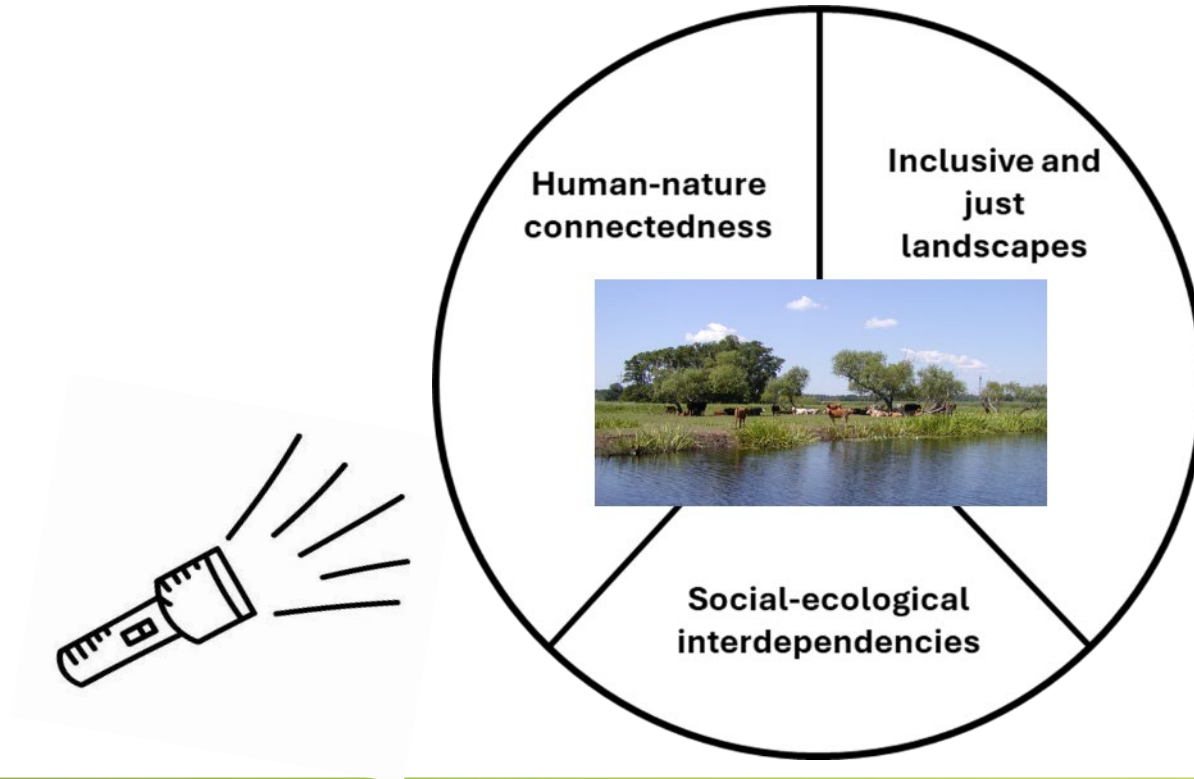 Human-nature
connectedness
Inclusive and
just
landscapes
Social-ecological
interdependencies